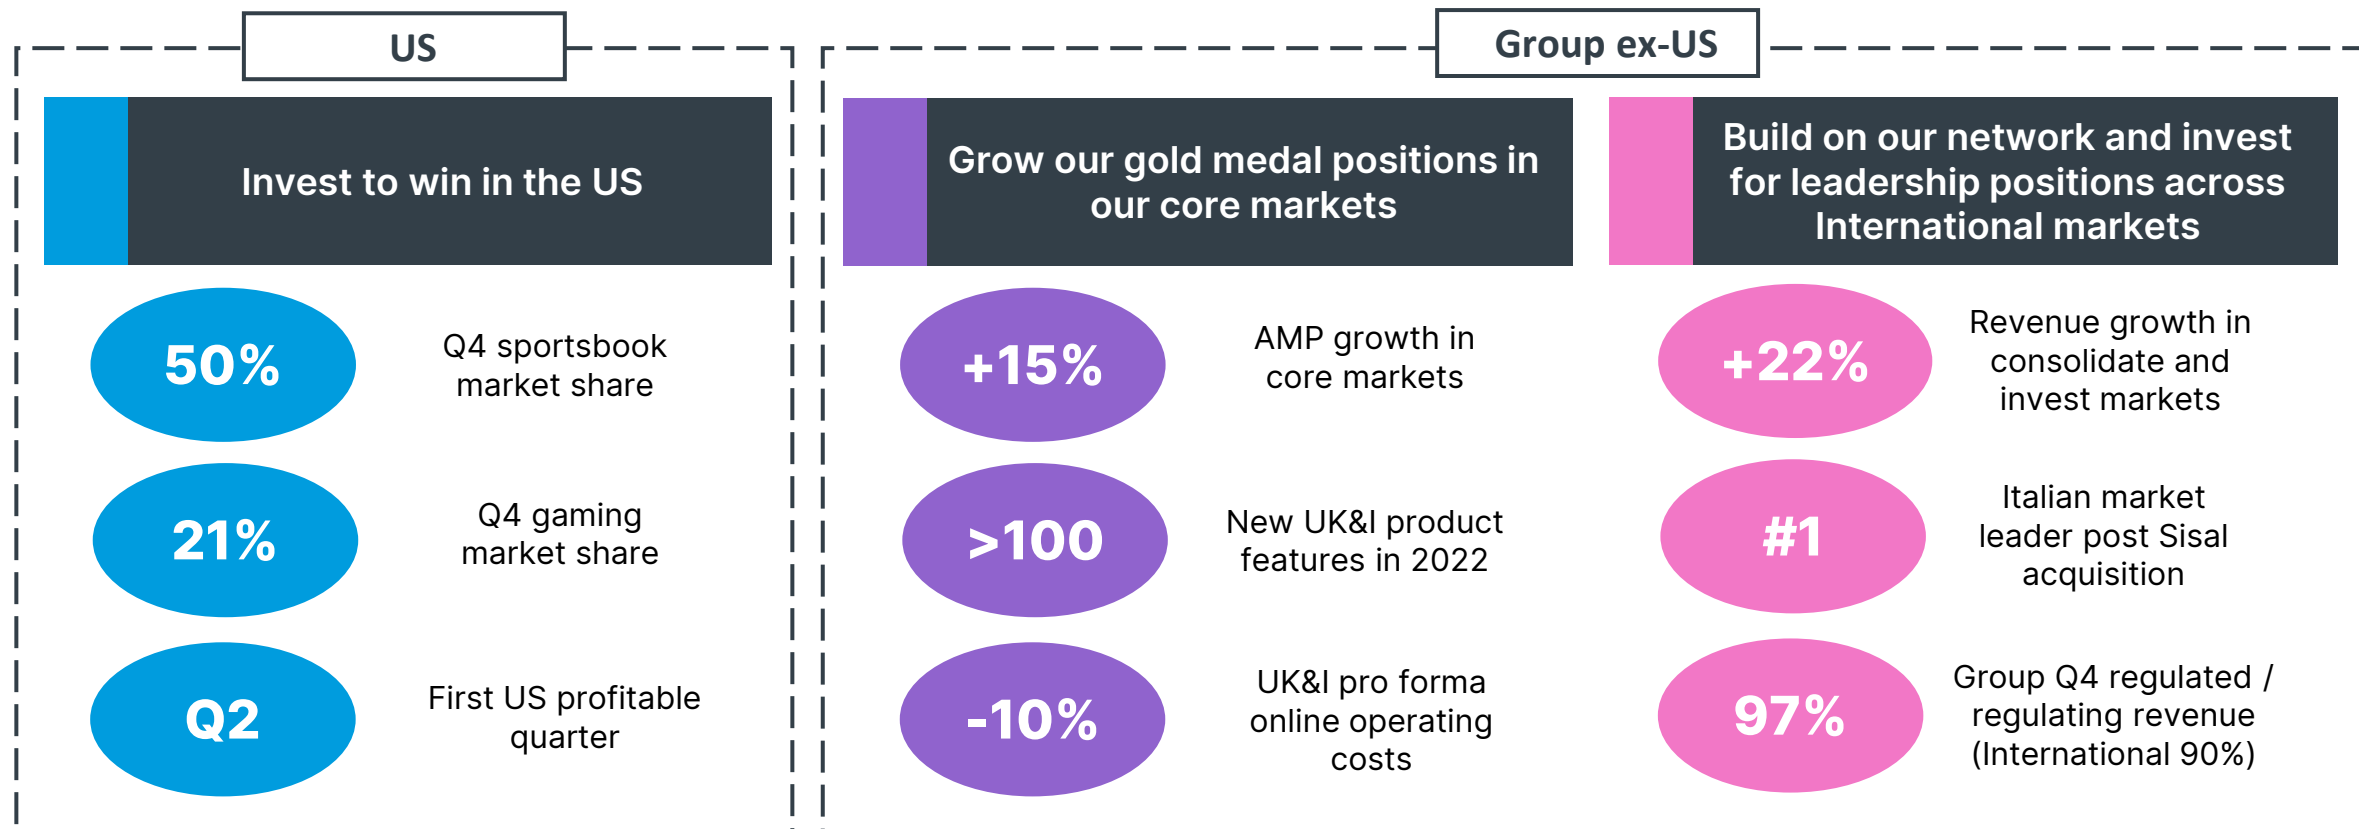 US
Invest to win in the US
50%
Q4 sportsbook
market share
21%
Q4 gaming
market share
Q2
First US profitable
quarter
Group ex-US
Grow our gold medal positions in
our core markets
+15%
AMP growth in
core markets
>100
New UK&I product
features in 2022
-10%
UK&I pro forma
online operating
costs
Build on our network and invest
for leadership positions across
International markets
+22%
Revenue growth in
consolidate and
invest markets
#1
Italian market
leader post Sisal
acquisition
97%
Group Q4 regulated /
regulating revenue
(International 90%)